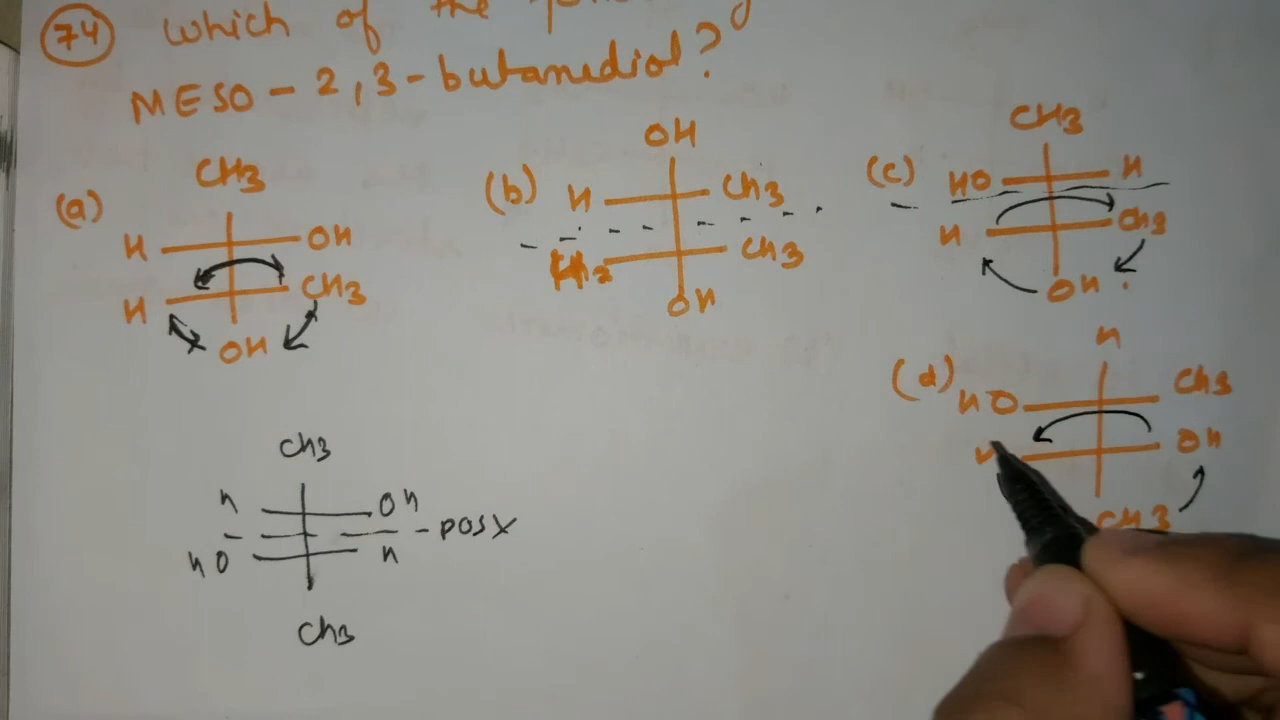 74 which of the
MESO - 2,3 - butanediol?
(a)
CH3
H OH
H CH3
OH
(b)
OH
H CH3
CH3
OH
(c)
CH3
HO H
H CH3
OH
(d)
H
HO CH3
OH
CH3
CH3
H OH
- POS X
HO H
CH3